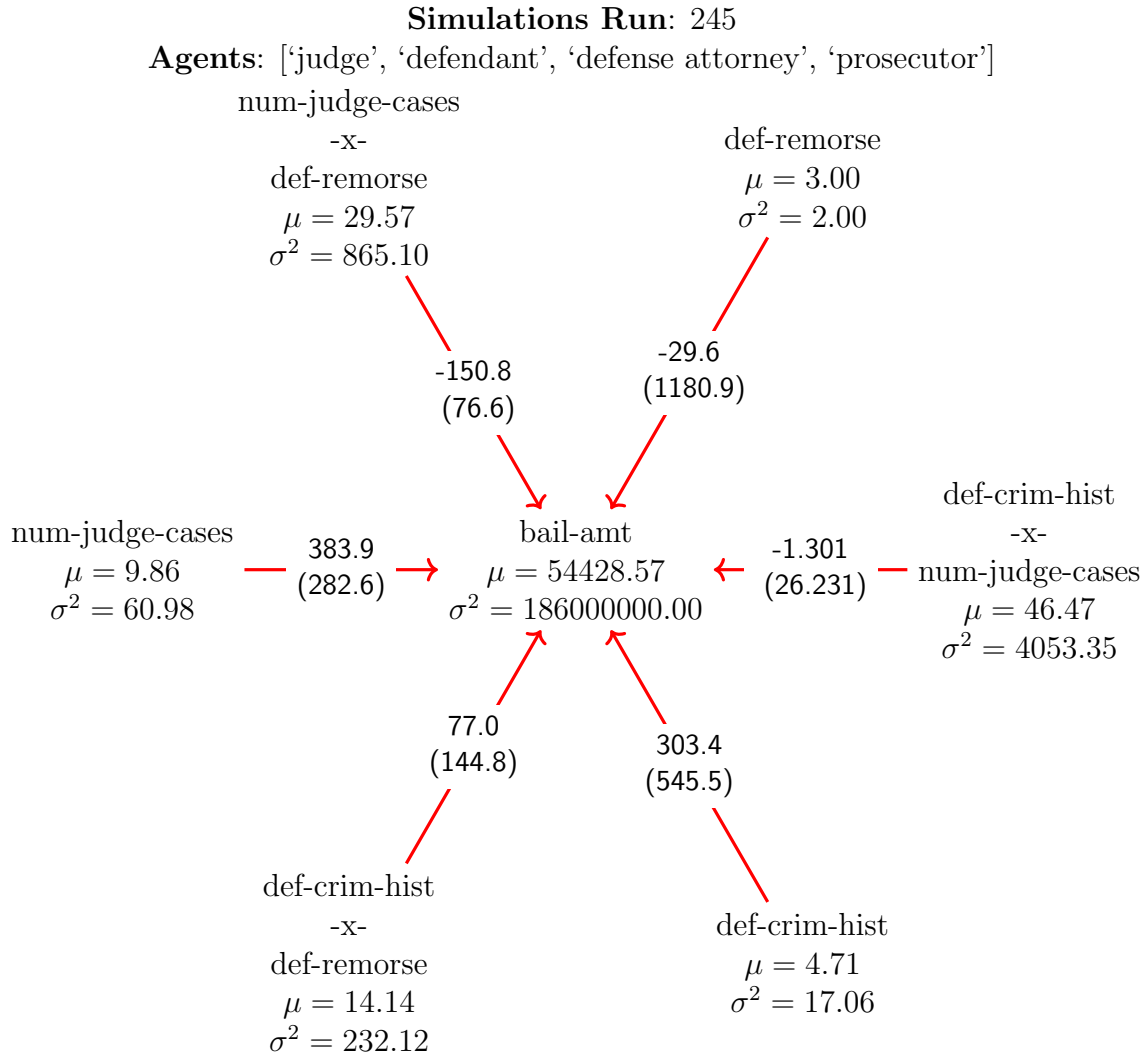 Simulations Run: 245
Agents: [‘judge’, ‘defendant’, ‘defense attorney’, ‘prosecutor’]
num-judge-cases
-x-
def-remorse
μ = 29.57
σ² = 865.10
def-remorse
μ = 3.00
σ² = 2.00
-150.8
(76.6)
-29.6
(1180.9)
num-judge-cases
μ = 9.86
σ² = 60.98
383.9
(282.6)
bail-amt
μ = 54428.57
σ² = 186000000.00
-1.301
(26.231)
def-crim-hist
-x-
num-judge-cases
μ = 46.47
σ² = 4053.35
77.0
(144.8)
303.4
(545.5)
def-crim-hist
-x-
def-remorse
μ = 14.14
σ² = 232.12
def-crim-hist
μ = 4.71
σ² = 17.06